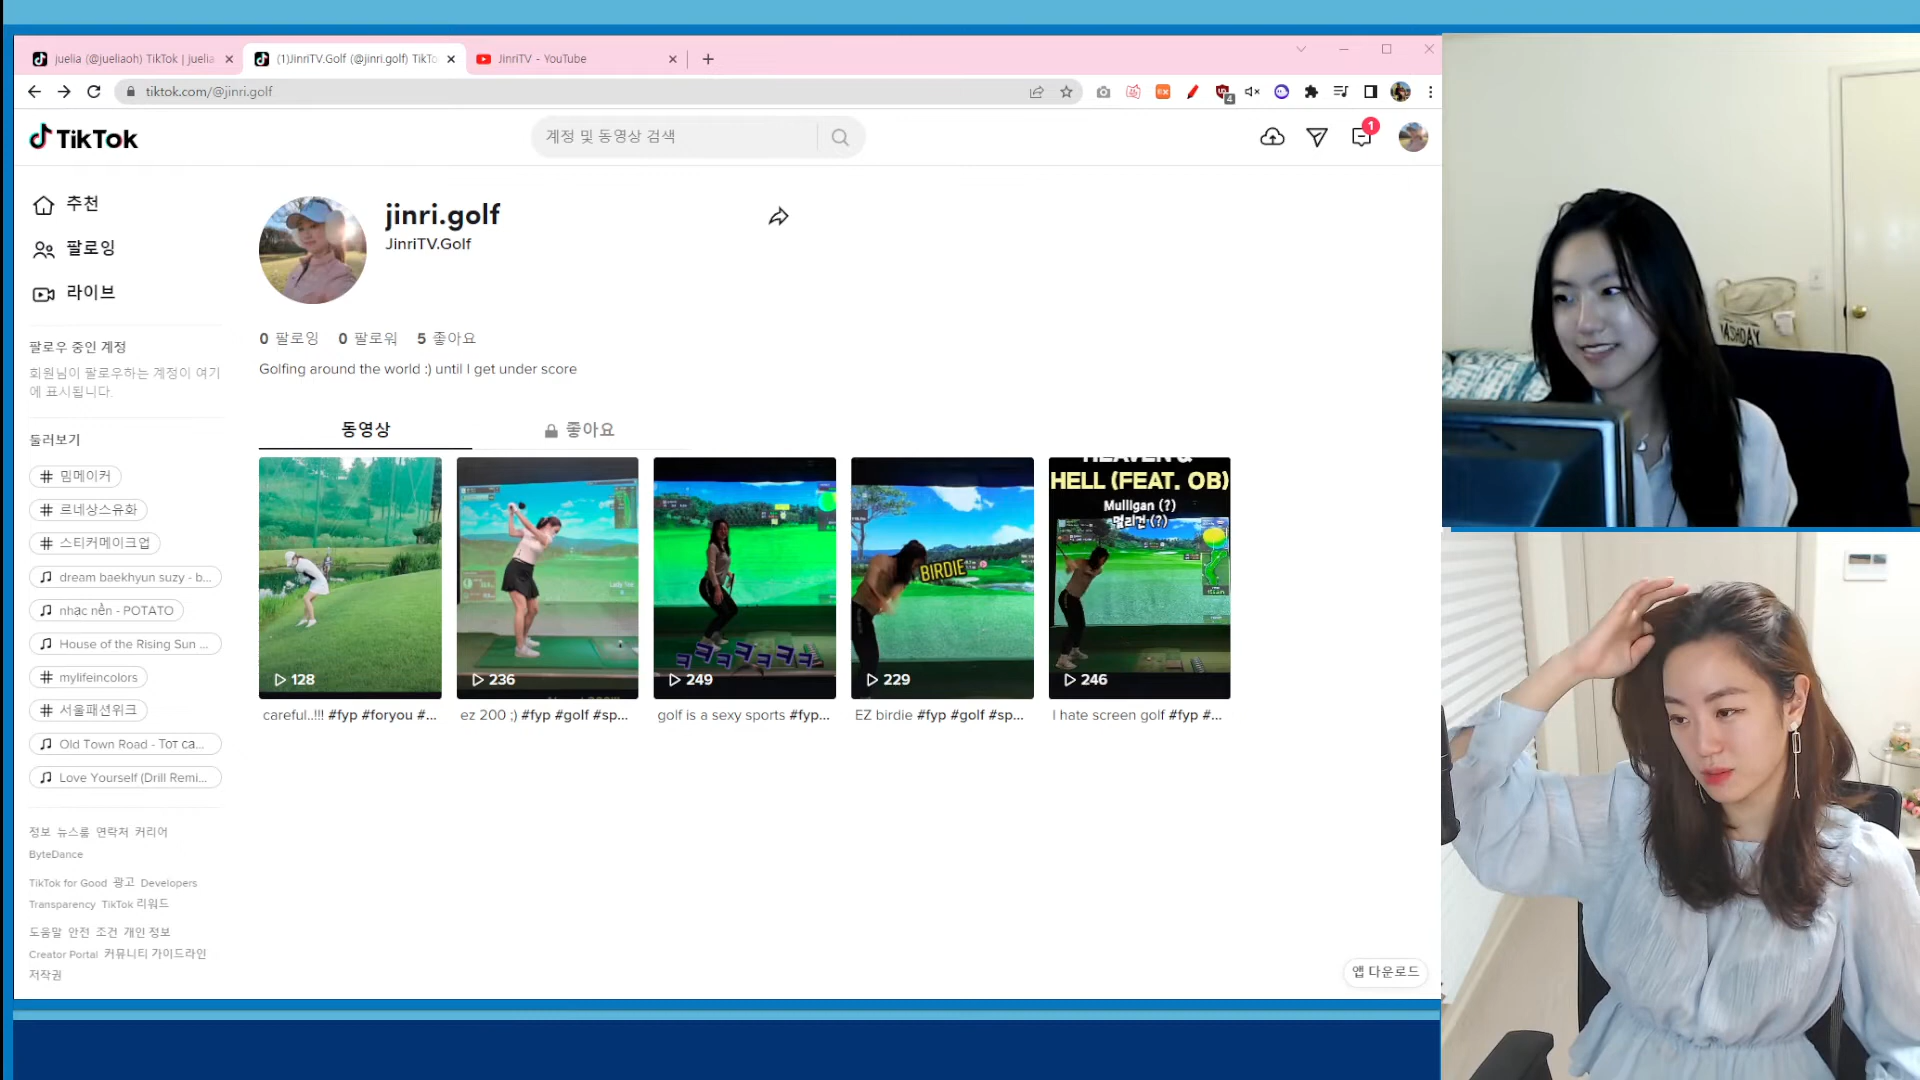 juelia (@jueliaoh) TikTok | juelia
(1)JinriTV.Golf (@jinri.golf) TikTo
JinriTV - YouTube
tiktok.com/@jinri.golf
4
TikTok
계정 및 동영상 검색
1
추천
팔로잉
라이브
jinri.golf
JinriTV.Golf
0 팔로잉 0 팔로워 5 좋아요
Golfing around the world :) until I get under score
팔로우 중인 계정
회원님이 팔로우하는 계정이 여기
에 표시됩니다.
둘러보기
# 밈메이커
# 르네상스유화
# 스티커메이크업
dream baekhyun suzy - b...
nhạc nền - POTATO
House of the Rising Sun ...
# mylifeincolors
# 서울패션위크
Old Town Road - Тот са...
Love Yourself (Drill Remi...
정보 뉴스룸 연락처 커리어
ByteDance
TikTok for Good 광고 Developers
Transparency TikTok 리워드
도움말 안전 조건 개인 정보
Creator Portal 커뮤니티 가이드라인
저작권
동영상
좋아요
128
careful..!!! #fyp #foryou #...
236
ez 200 ;) #fyp #golf #sp...
ㅋㅋㅋㅋㅋㅋ
249
golf is a sexy sports #fyp...
BIRDIE
229
EZ birdie #fyp #golf #sp...
HEAVEN &
HELL (FEAT. OB)
Mulligan (?)
멀리건 (?)
246
I hate screen golf #fyp #...
앱 다운로드